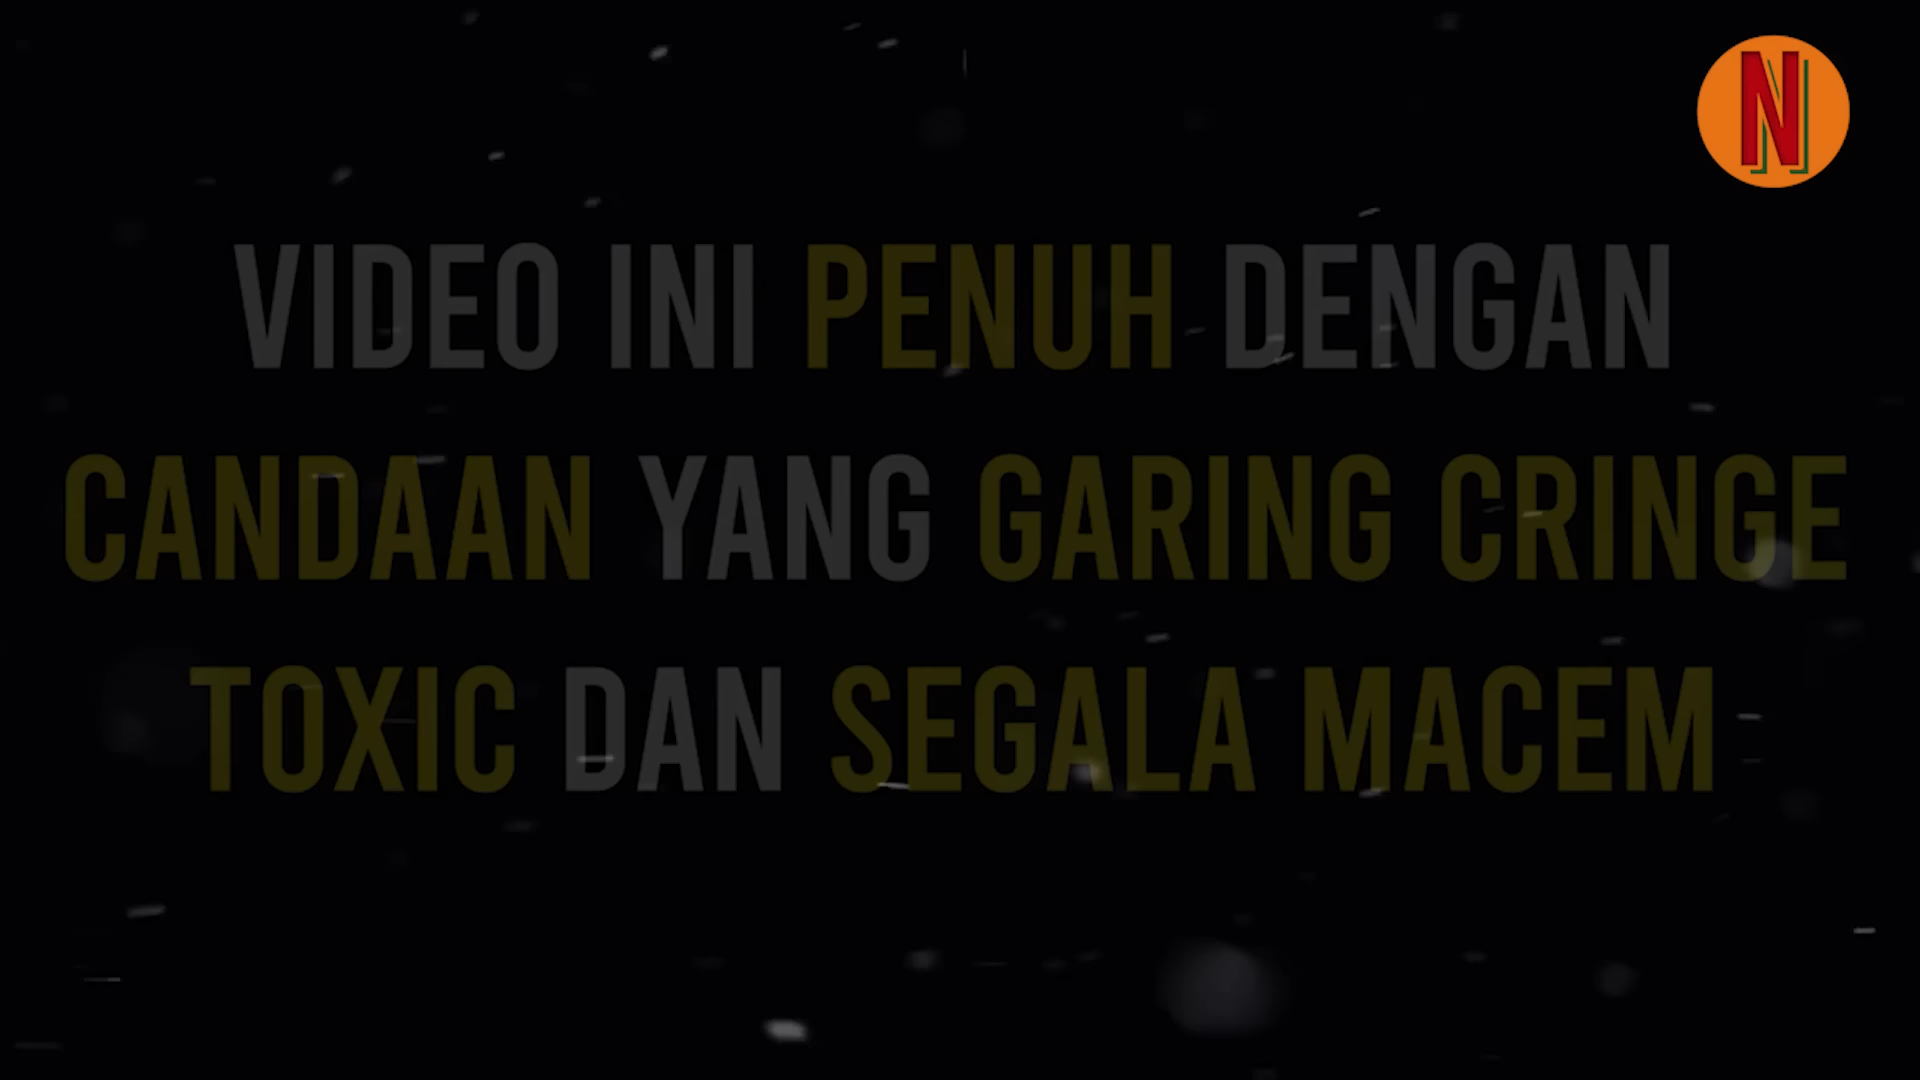 N
VIDEO INI PENUH DENGAN
CANDAAN YANG GARING CRINGE
TOXIC DAN SEGALA MACEM